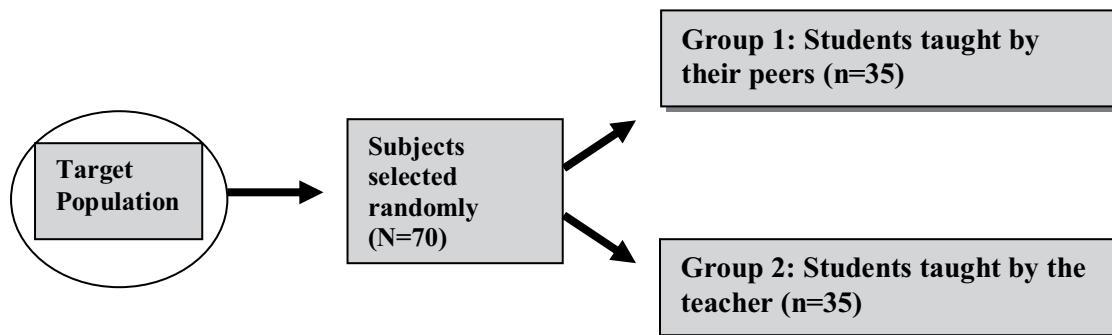 Target
Population
Subjects
selected
randomly
(N=70)
Group 1: Students taught by
their peers (n=35)
Group 2: Students taught by the
teacher (n=35)